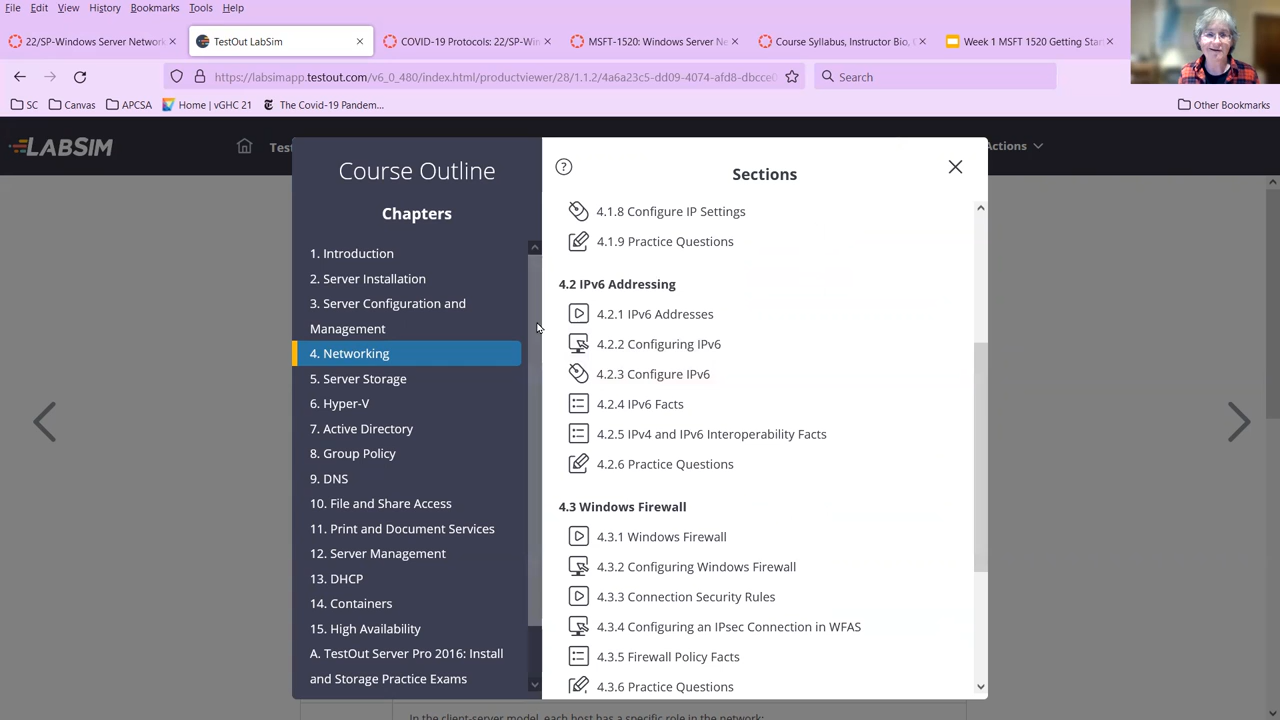 File Edit View History Bookmarks Tools Help
22/SP-Windows Server Network
TestOut LabSim
COVID-19 Protocols: 22/SP-Win
MSFT-1520: Windows Server Ne
Course Syllabus, Instructor Bio,
Week 1 MSFT 1520 Getting Star
https://labsimapp.testout.com/v6_0_480/index.html/productviewer/28/1.1.2/4a6a23c5-dd09-4074-afd8-dbcce0
Search
SC Canvas APCSA Home | vGHC 21 The Covid-19 Pandem... Other Bookmarks
LABSIM
Actions
Course Outline
Chapters
1. Introduction
2. Server Installation
3. Server Configuration and
Management
4. Networking
5. Server Storage
6. Hyper-V
7. Active Directory
8. Group Policy
9. DNS
10. File and Share Access
11. Print and Document Services
12. Server Management
13. DHCP
14. Containers
15. High Availability
A. TestOut Server Pro 2016: Install
and Storage Practice Exams
Sections
4.1.8 Configure IP Settings
4.1.9 Practice Questions
4.2 IPv6 Addressing
4.2.1 IPv6 Addresses
4.2.2 Configuring IPv6
4.2.3 Configure IPv6
4.2.4 IPv6 Facts
4.2.5 IPv4 and IPv6 Interoperability Facts
4.2.6 Practice Questions
4.3 Windows Firewall
4.3.1 Windows Firewall
4.3.2 Configuring Windows Firewall
4.3.3 Connection Security Rules
4.3.4 Configuring an IPsec Connection in WFAS
4.3.5 Firewall Policy Facts
4.3.6 Practice Questions
In the client-server model, each host has a specific role in the network: